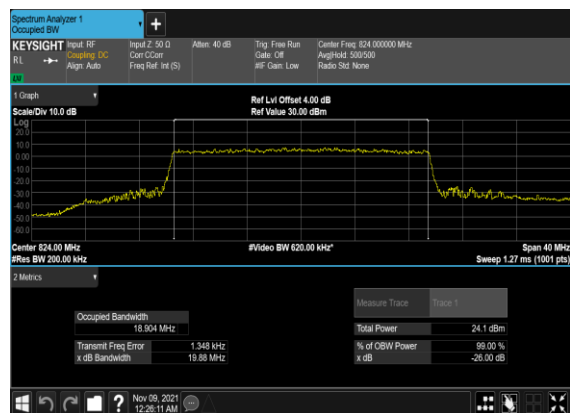 Spectrum Analyzer 1
Occupied BW
+
KEYSIGHT Input: RF Input Z: 50 Ω Atten: 40 dB Trig: Free Run Center Freq: 824.000000 MHz
R L Coupling: DC Corr CCorr Gate: Off Avg|Hold: 500/500
Align: Auto Freq Ref: Int (S) #IF Gain: Low Radio Std: None
LW
1 Graph
Scale/Div 10.0 dB
Ref Lvl Offset 4.00 dB
Ref Value 30.00 dBm
Log
20.0
10.0
0.00
-10.0
-20.0
-30.0
-40.0
-50.0
-60.0
Center 824.00 MHz #Video BW 620.00 kHz* Span 40 MHz
#Res BW 200.00 kHz Sweep 1.27 ms (1001 pts)
2 Metrics
Measure Trace Trace 1
Occupied Bandwidth
18.904 MHz
Total Power 24.1 dBm
Transmit Freq Error 1.348 kHz % of OBW Power 99.00 %
x dB Bandwidth 19.88 MHz x dB -26.00 dB
?
Nov 09, 2021
12:26:11 AM